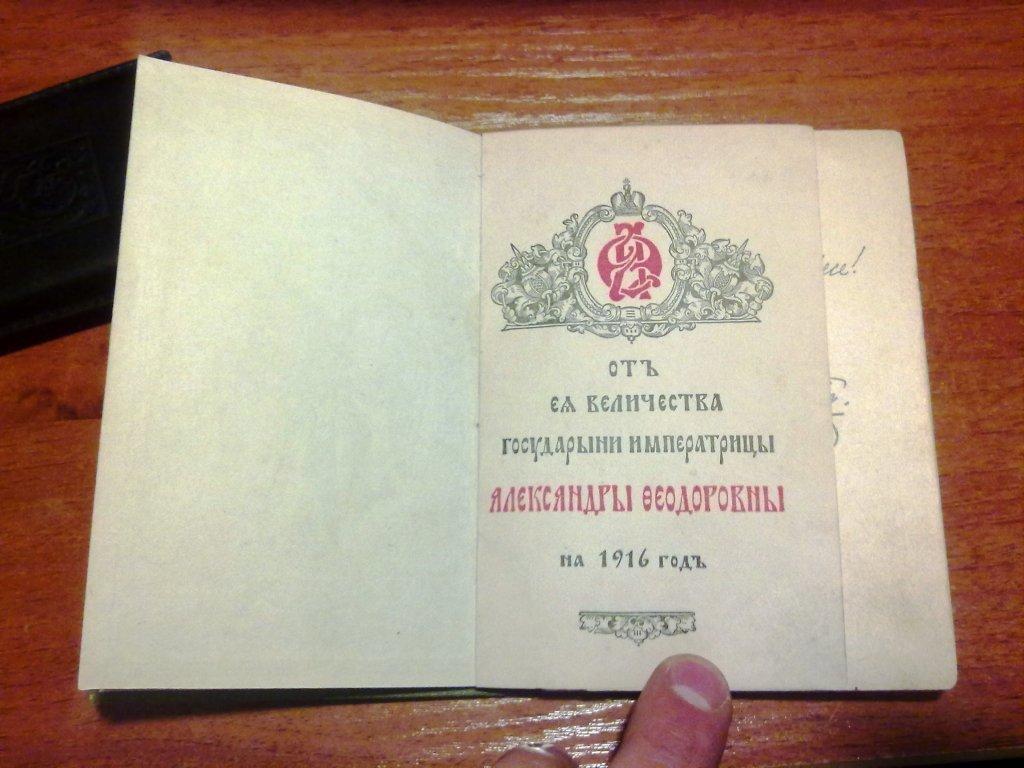 отъ
ея величества
государыни императрицы
александры ѳеодоровны
на 1916 годъ